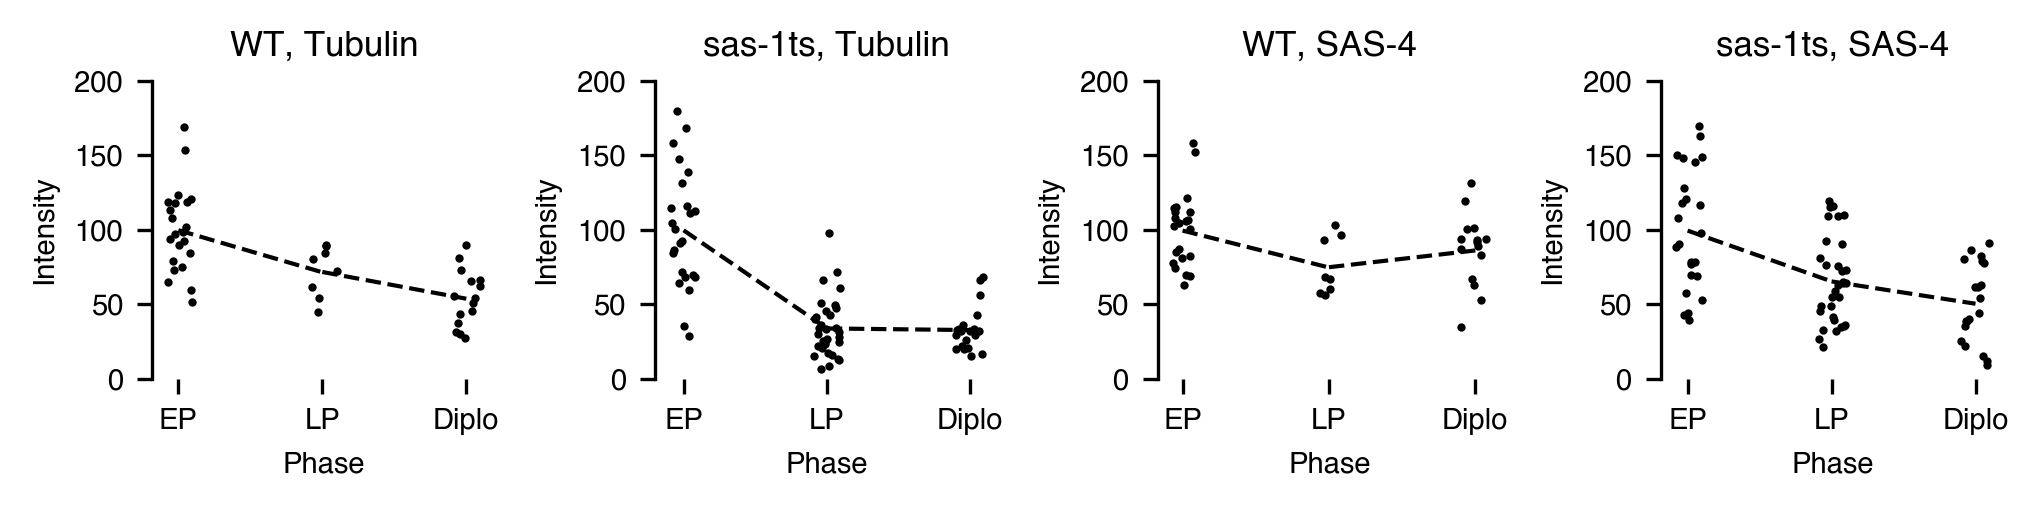 WT, Tubulin
200
150
100
50
0
Intensity
EP LP Diplo
Phase
sas-1ts, Tubulin
200
150
100
50
0
Intensity
EP LP Diplo
Phase
WT, SAS-4
200
150
100
50
0
Intensity
EP LP Diplo
Phase
sas-1ts, SAS-4
200
150
100
50
0
Intensity
EP LP Diplo
Phase